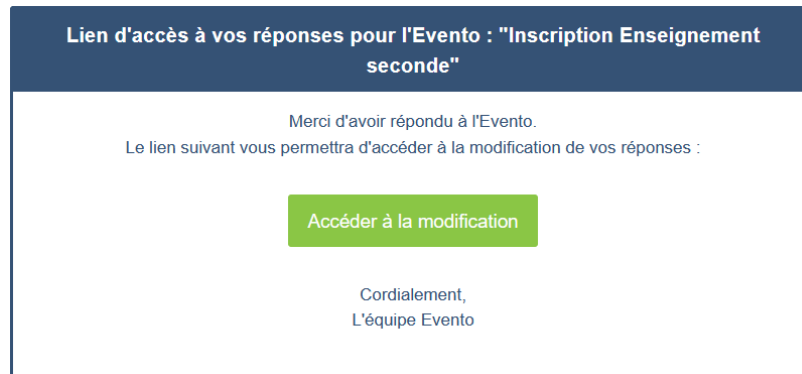 Lien d'accès à vos réponses pour l'Evento : "Inscription Enseignement
seconde"
Merci d'avoir répondu à l'Evento.
Le lien suivant vous permettra d'accéder à la modification de vos réponses :
Accéder à la modification
Cordialement,
L'équipe Evento